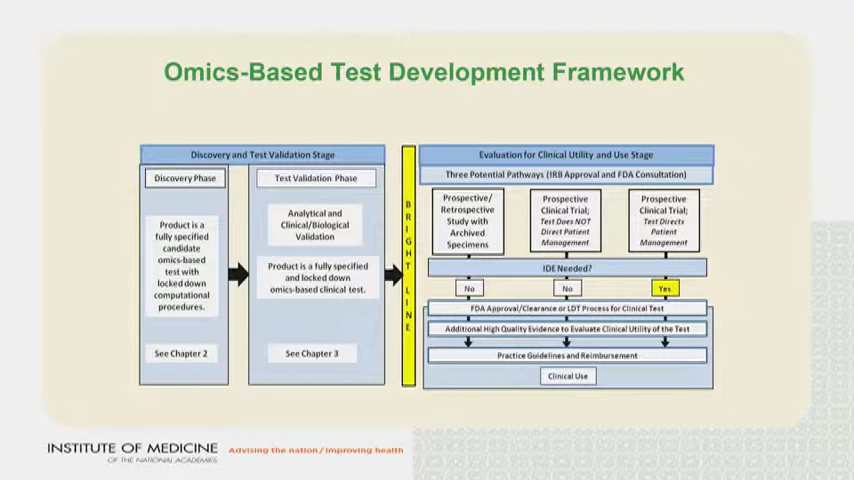 Omics-Based Test Development Framework
Discovery and Test Validation Stage
Discovery Phase
Product is a
fully specified
candidate
omics-based
test with
locked down
computational
procedures.
See Chapter 2
Test Validation Phase
Analytical and
Clinical/Biological
Validation
Product is a fully specified
and locked down
omics-based clinical test.
See Chapter 3
BRIGHT LINE
Evaluation for Clinical Utility and Use Stage
Three Potential Pathways (IRB Approval and FDA Consultation)
Prospective/
Retrospective
Study with
Archived
Specimens
Prospective
Clinical Trial;
Test Does NOT
Direct Patient
Management
Prospective
Clinical Trial;
Test Directs
Patient
Management
IDE Needed?
No
No
Yes
FDA Approval/Clearance or LDT Process for Clinical Test
Additional High Quality Evidence to Evaluate Clinical Utility of the Test
Practice Guidelines and Reimbursement
Clinical Use
INSTITUTE OF MEDICINE
OF THE NATIONAL ACADEMIES
Advising the nation / Improving health